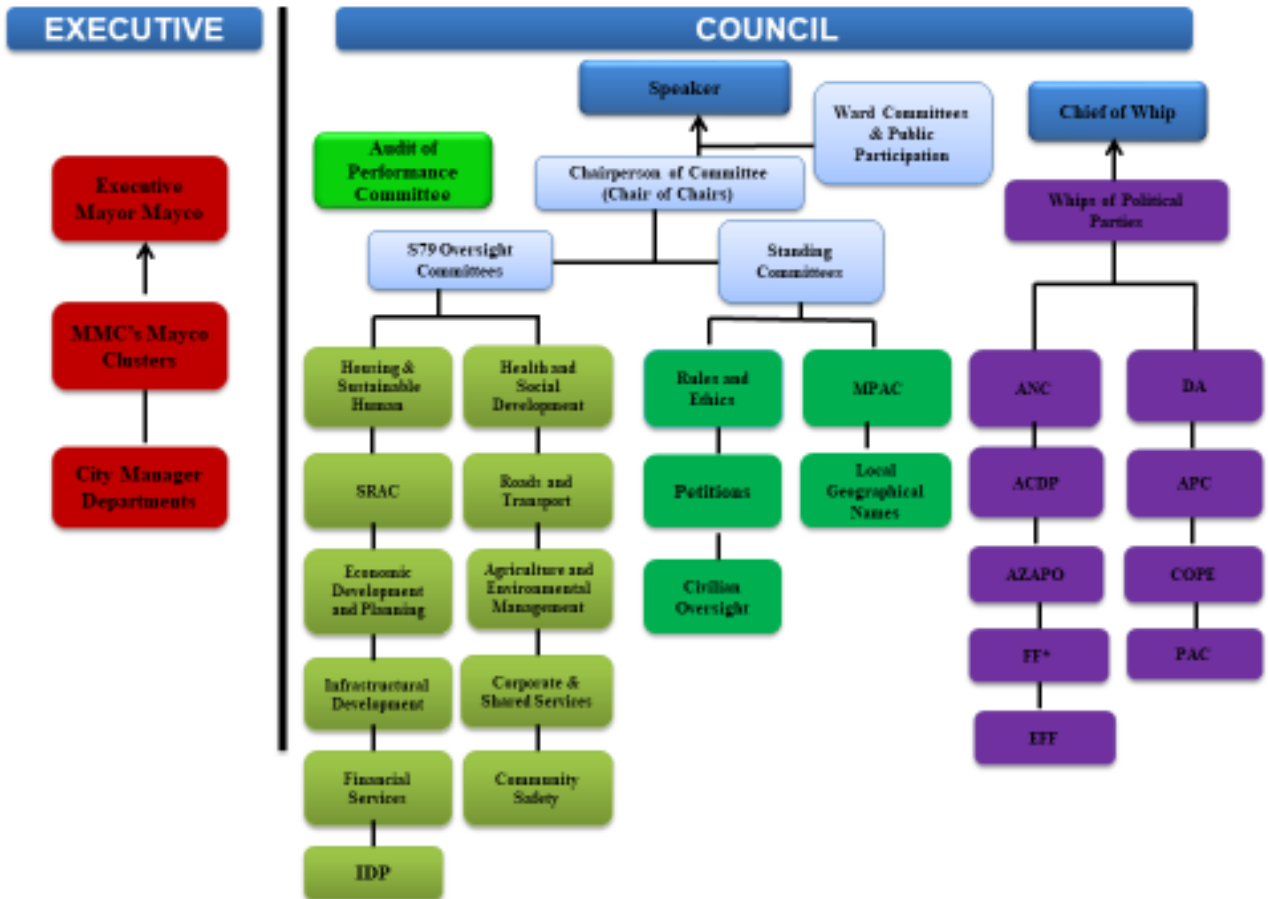 EXECUTIVE
COUNCIL
Speaker
Ward Committees
& Public
Participation
Chief of Whip
Audit of
Performance
Committee
Chairperson of Committee
(Chair of Chairs)
Executive
Mayor Mayco
Whips of Political
Parties
S79 Oversight
Committees
Standing
Committees
MMC's Mayco
Clusters
City Manager
Departments
Housing &
Sustainable
Human
SRAC
Economic
Development
and Planning
Infrastructural
Development
Financial
Services
IDP
Health and
Social
Development
Roads and
Transport
Agriculture and
Environmental
Management
Corporate &
Shared Services
Community
Safety
Rules and
Ethics
Petitions
Civilian
Oversight
MPAC
Local
Geographical
Names
ANC
ACDP
AZAPO
FF*
EFF
DA
APC
COPE
PAC